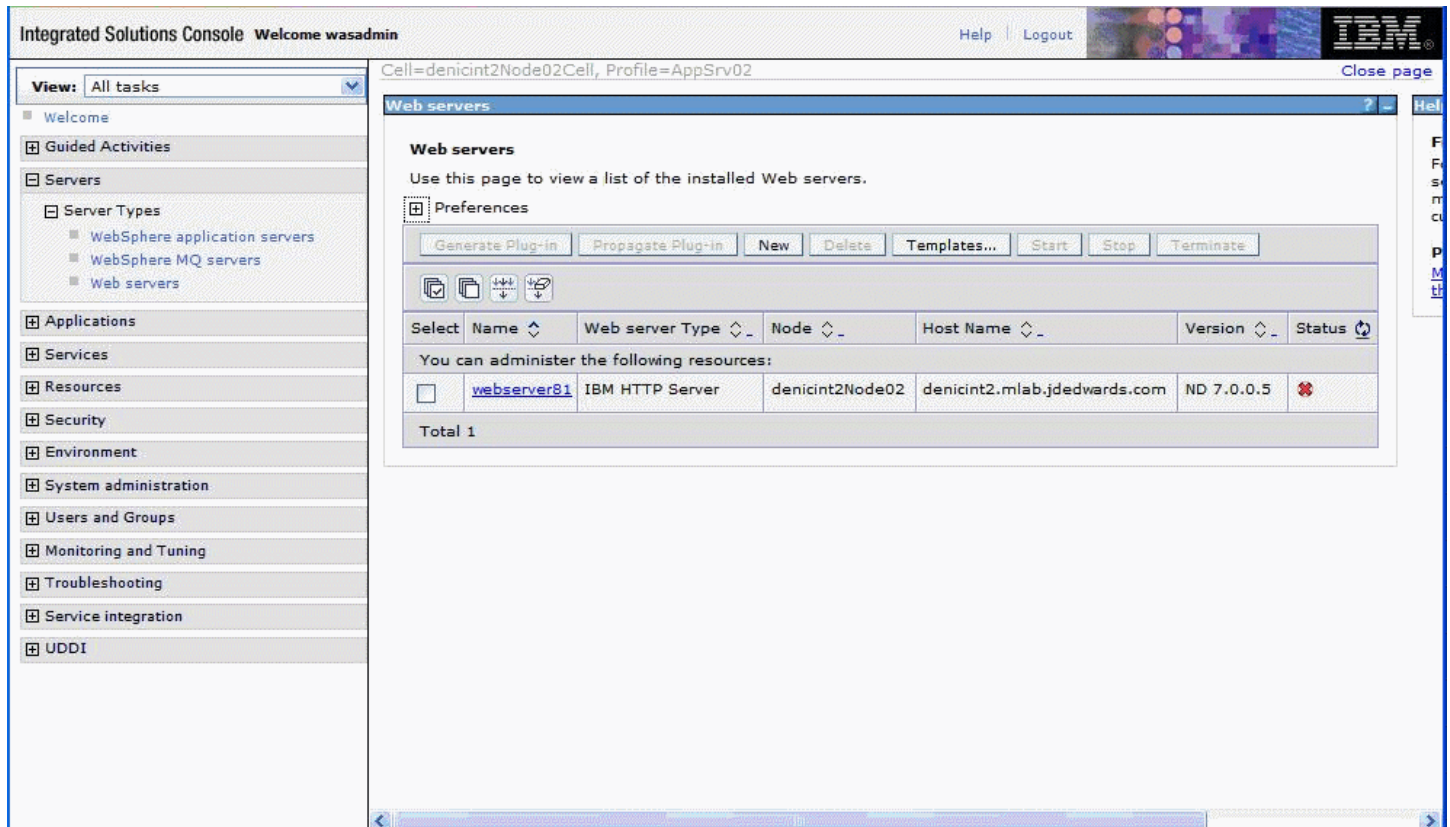 Integrated Solutions Console Welcome wasadmin
Help
Logout
IBM®
View: All tasks
Cell=denicint2Node02Cell, Profile=AppSrv02
Close page
Welcome
Guided Activities
Servers
Server Types
WebSphere application servers
WebSphere MQ servers
Web servers
Applications
Services
Resources
Security
Environment
System administration
Users and Groups
Monitoring and Tuning
Troubleshooting
Service integration
UDDI
Web servers
? -
Web servers
Use this page to view a list of the installed Web servers.
Preferences
Generate Plug-in Propagate Plug-in New Delete Templates... Start Stop Terminate
Select Name Web server Type Node Host Name Version Status
You can administer the following resources:
webserver81 IBM HTTP Server denicint2Node02 denicint2.mlab.jdedwards.com ND 7.0.0.5
Total 1
Hel